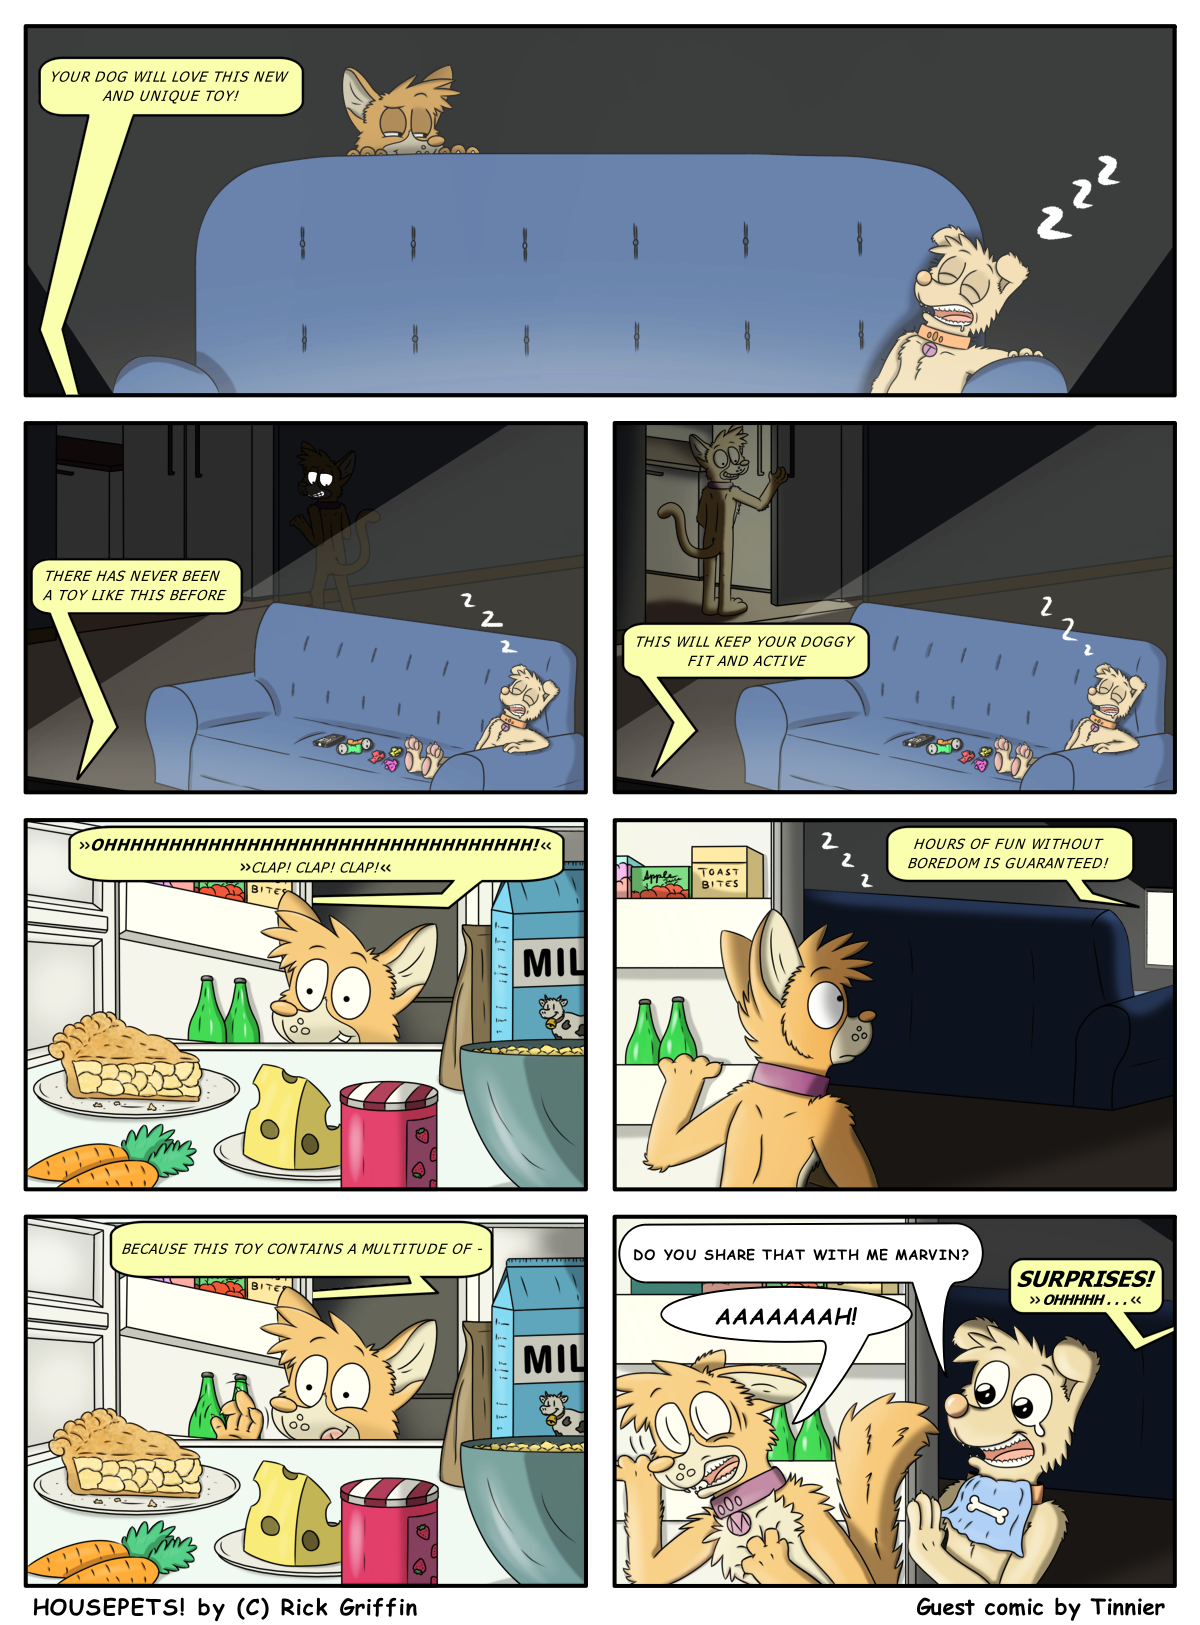 YOUR DOG WILL LOVE THIS NEW
AND UNIQUE TOY!
Z
Z
Z
THERE HAS NEVER BEEN
A TOY LIKE THIS BEFORE
Z
Z
Z
THIS WILL KEEP YOUR DOGGY
FIT AND ACTIVE
Z
Z
Z
»OHHHHHHHHHHHHHHHHHHHHHHHHHHHHHHHHH!«
»CLAP! CLAP! CLAP!«
BITES
MIL
HOURS OF FUN WITHOUT
BOREDOM IS GUARANTEED!
Z
Z
Z
Apple
TOAST
BITES
BECAUSE THIS TOY CONTAINS A MULTITUDE OF -
BITES
MIL
DO YOU SHARE THAT WITH ME MARVIN?
SURPRISES!
»OHHHHH...«
AAAAAAAH!
HOUSEPETS! by (C) Rick Griffin
Guest comic by Tinnier